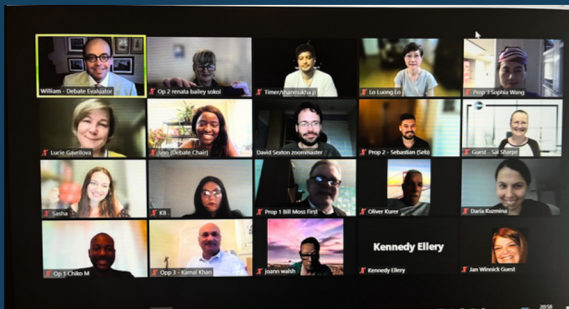 William - Debate Evaluator
Op 2 renata bailey sokol
Timer/shanmukha p
Lo Luong Lo
Prop 3 Sophia Wang
Lucie Gavrilova
(Debate Chair)
David Sexton zoommaster
Prop 2 - Sebastian (Seb)
Guest - Sal Sharpe
Sasha
KB .
Prop 1 Bill Moss First
Oliver Kurer
Daria Kuzmina
Op 1 Chiko M
Opp 3 - Kamal Khan
joann walsh
Kennedy Ellery
Kennedy Ellery
Jan Winnick Guest
20:58